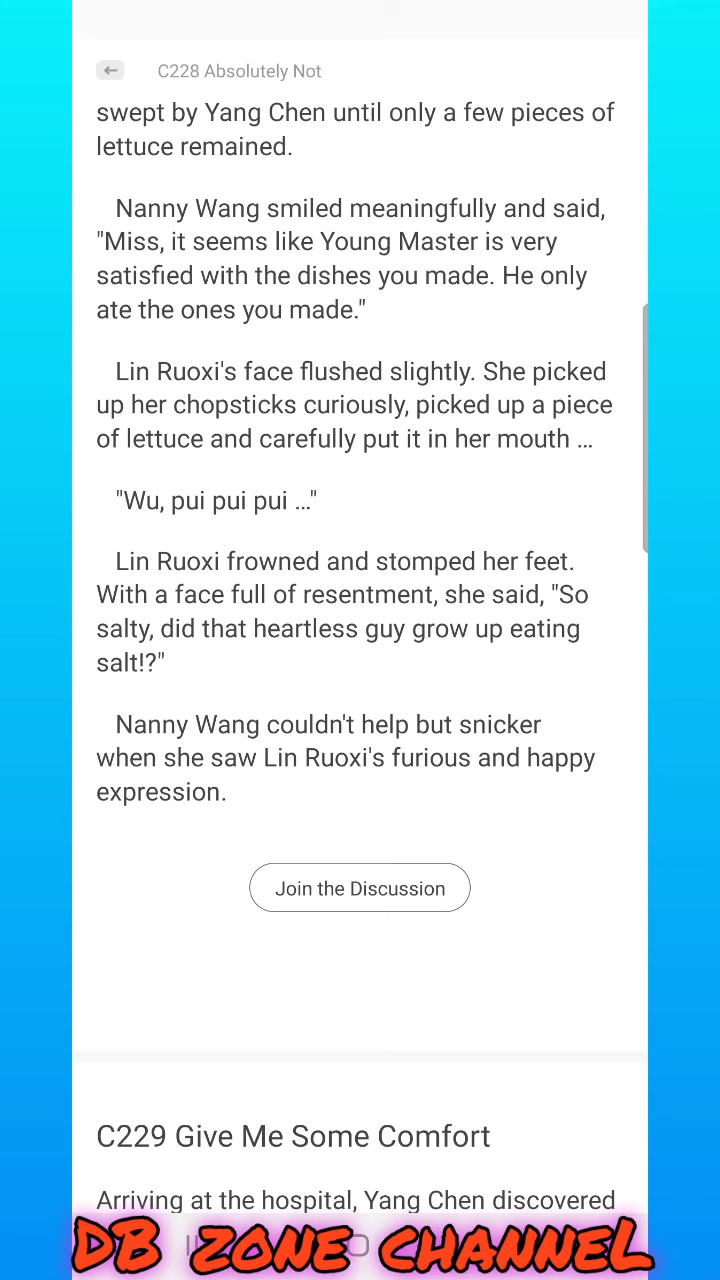 C228 Absolutely Not
swept by Yang Chen until only a few pieces of
lettuce remained.
Nanny Wang smiled meaningfully and said,
"Miss, it seems like Young Master is very
satisfied with the dishes you made. He only
ate the ones you made."
Lin Ruoxi's face flushed slightly. She picked
up her chopsticks curiously, picked up a piece
of lettuce and carefully put it in her mouth ...
"Wu, pui pui pui ..."
Lin Ruoxi frowned and stomped her feet.
With a face full of resentment, she said, "So
salty, did that heartless guy grow up eating
salt!?"
Nanny Wang couldn't help but snicker
when she saw Lin Ruoxi's furious and happy
expression.
Join the Discussion
C229 Give Me Some Comfort
Arriving at the hospital, Yang Chen discovered
DB ZONE CHANNEL